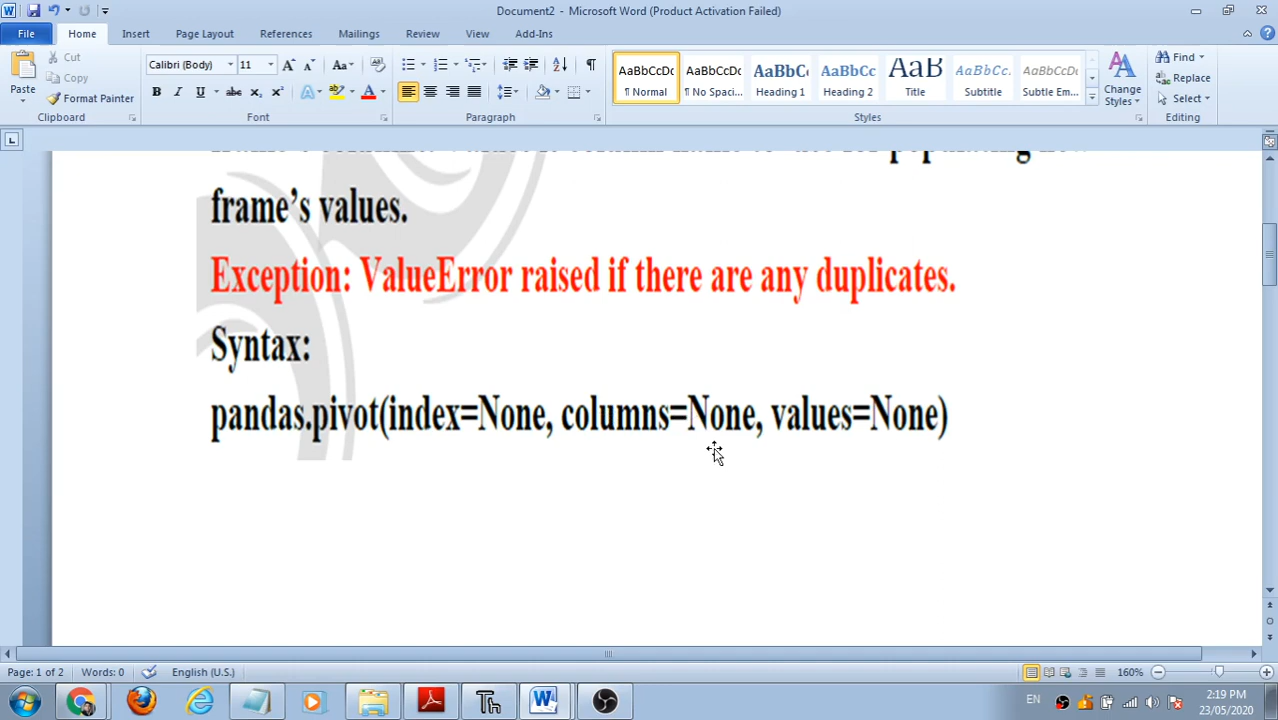 Document2 - Microsoft Word (Product Activation Failed)
File Home Insert Page Layout References Mailings Review View Add-Ins
Paste
Cut
Copy
Format Painter
Clipboard
Calibri (Body) 11
Font
Paragraph
AaBbCcDc AaBbCcDc AaBbCc AaBbCc AaB AaBbCc. AaBbCcDc
¶ Normal ¶ No Spaci... Heading 1 Heading 2 Title Subtitle Subtle Em...
Change Styles
Styles
Find
Replace
Select
Editing
frame's values.
Exception: ValueError raised if there are any duplicates.
Syntax:
pandas.pivot(index=None, columns=None, values=None)
Page: 1 of 2 Words: 0 English (U.S.) 160%
EN 2:19 PM
23/05/2020